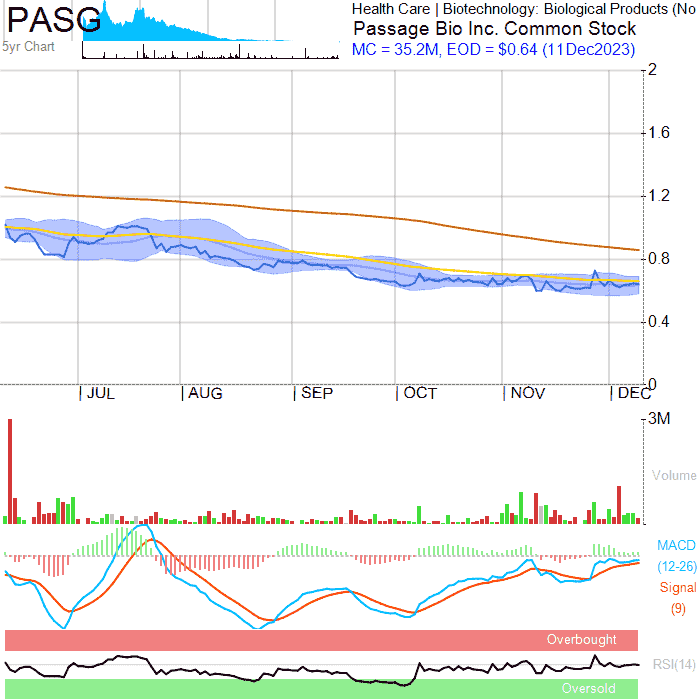 PASG
5yr Chart
Health Care | Biotechnology: Biological Products (No
Passage Bio Inc. Common Stock
MC = 35.2M, EOD = $0.64 (11Dec2023)
2
1.6
1.2
0.8
0.4
0
| JUL
| AUG
| SEP
| OCT
| NOV
| DEC
3M
Volume
MACD
(12-26)
Signal
(9)
Overbought
RSI(14)
Oversold